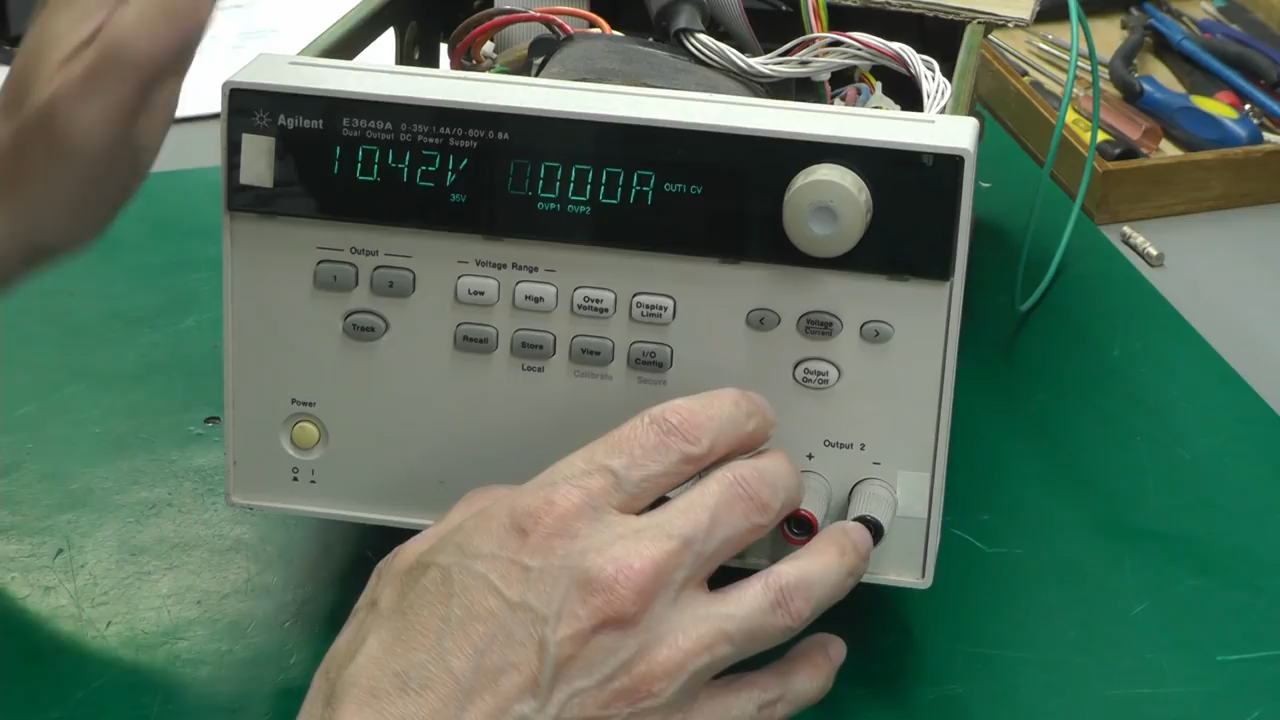 Agilent E3649A 0-35V,1.4A/0-60V,0.8A
Dual Output DC Power Supply
10.42V 0.000A OUT1 CV
35V OVP1 OVP2
Output
1 2
Track
Voltage Range
Low High Over Voltage Display Limit
Recall Store View I/O Config
Local Calibrate Secure
< Voltage Current >
Output On/Off
Power
O I
Output 2
+ −